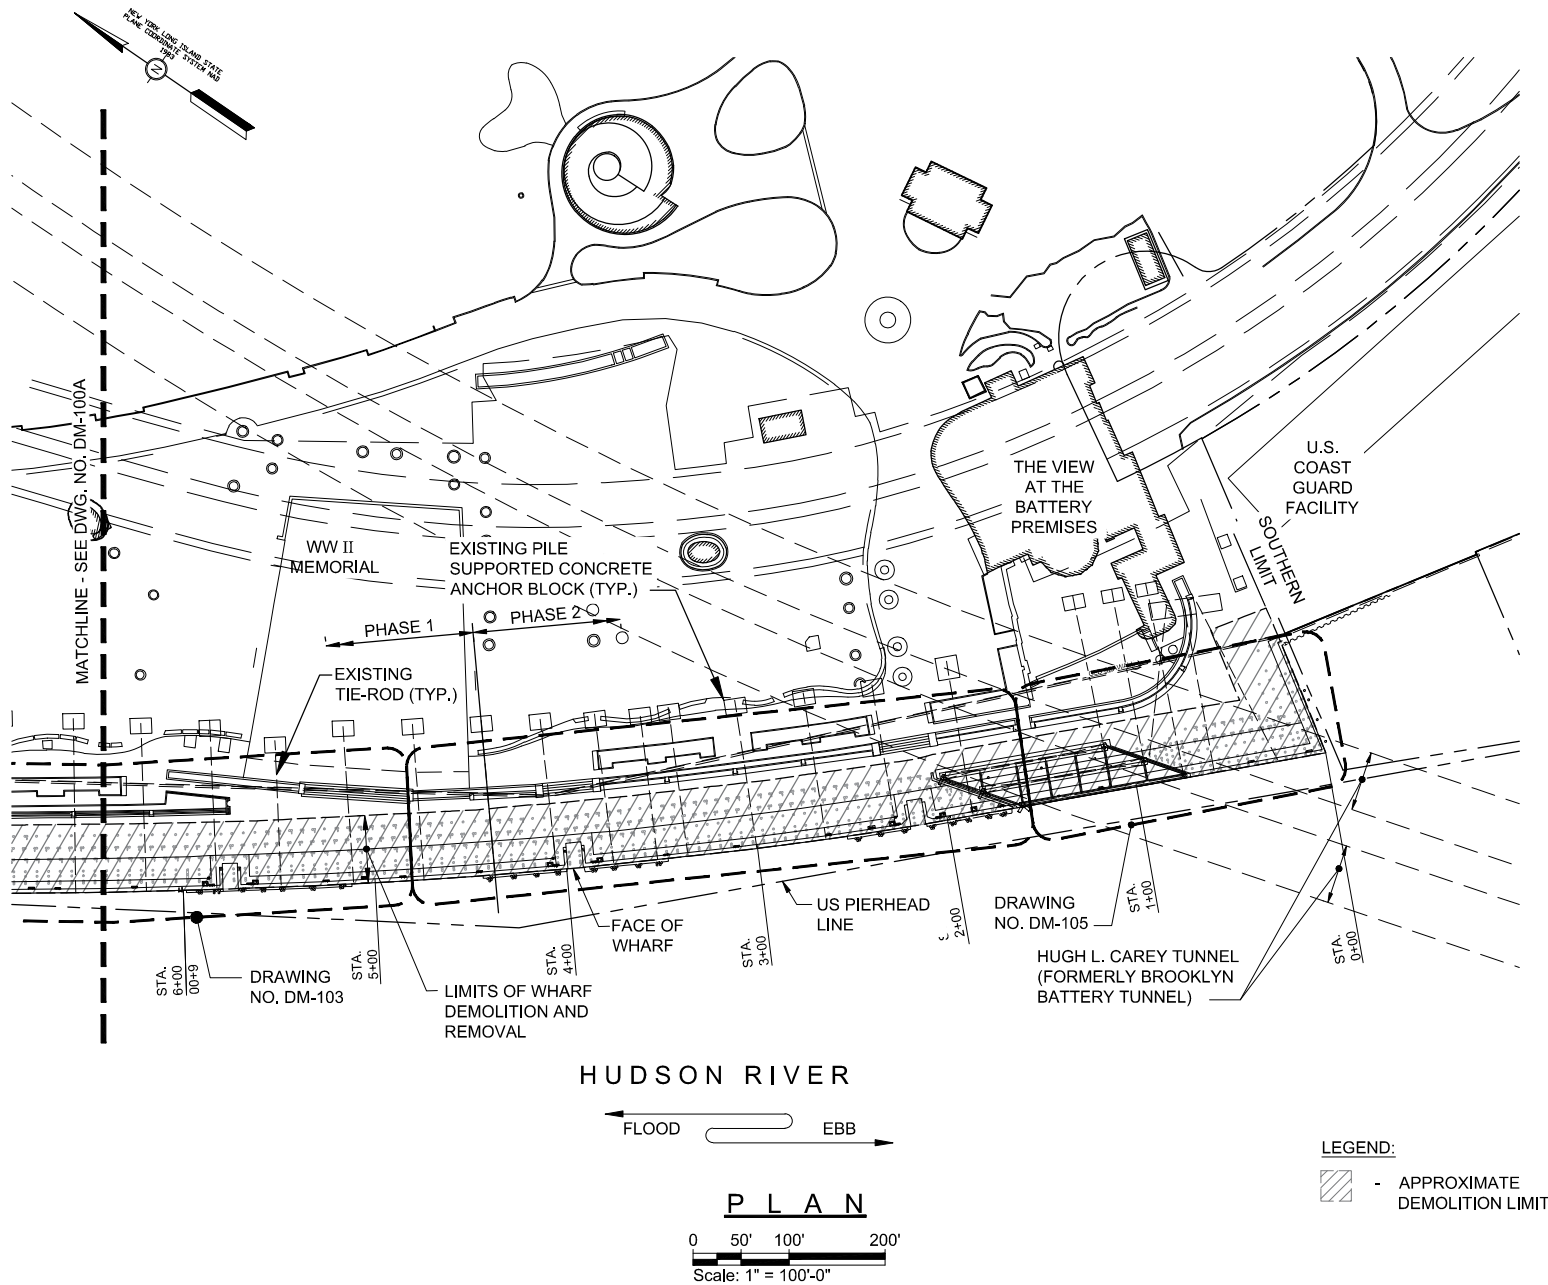 NEW YORK LONG ISLAND STATE
PLANE COORDINATE SYSTEM NAD
1983
N
MATCHLINE - SEE DWG. NO. DM-100A
WW II
MEMORIAL
EXISTING PILE
SUPPORTED CONCRETE
ANCHOR BLOCK (TYP.)
PHASE 1
PHASE 2
EXISTING
TIE-ROD (TYP.)
THE VIEW
AT THE
BATTERY
PREMISES
U.S.
COAST
GUARD
FACILITY
SOUTHERN
LIMIT
STA.
6+00
6+00
DRAWING
NO. DM-103
STA.
5+00
LIMITS OF WHARF
DEMOLITION AND
REMOVAL
STA.
4+00
FACE OF
WHARF
STA.
3+00
US PIERHEAD
LINE
2+00
DRAWING
NO. DM-105
STA.
1+00
HUGH L. CAREY TUNNEL
(FORMERLY BROOKLYN
BATTERY TUNNEL)
STA.
0+00
HUDSON RIVER
FLOOD
EBB
LEGEND:
- APPROXIMATE
DEMOLITION LIMIT
PLAN
0 50' 100' 200'
Scale: 1" = 100'-0"